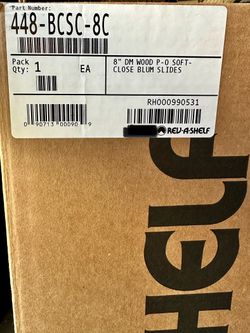 Part Number:
448-BCSC-8C
Pack
Qty: 1 EA
8" DM WOOD P-O SOFT-
CLOSE BLUM SLIDES
RH000990531
0 90713 00090 9
REV-A-SHELF
HELF